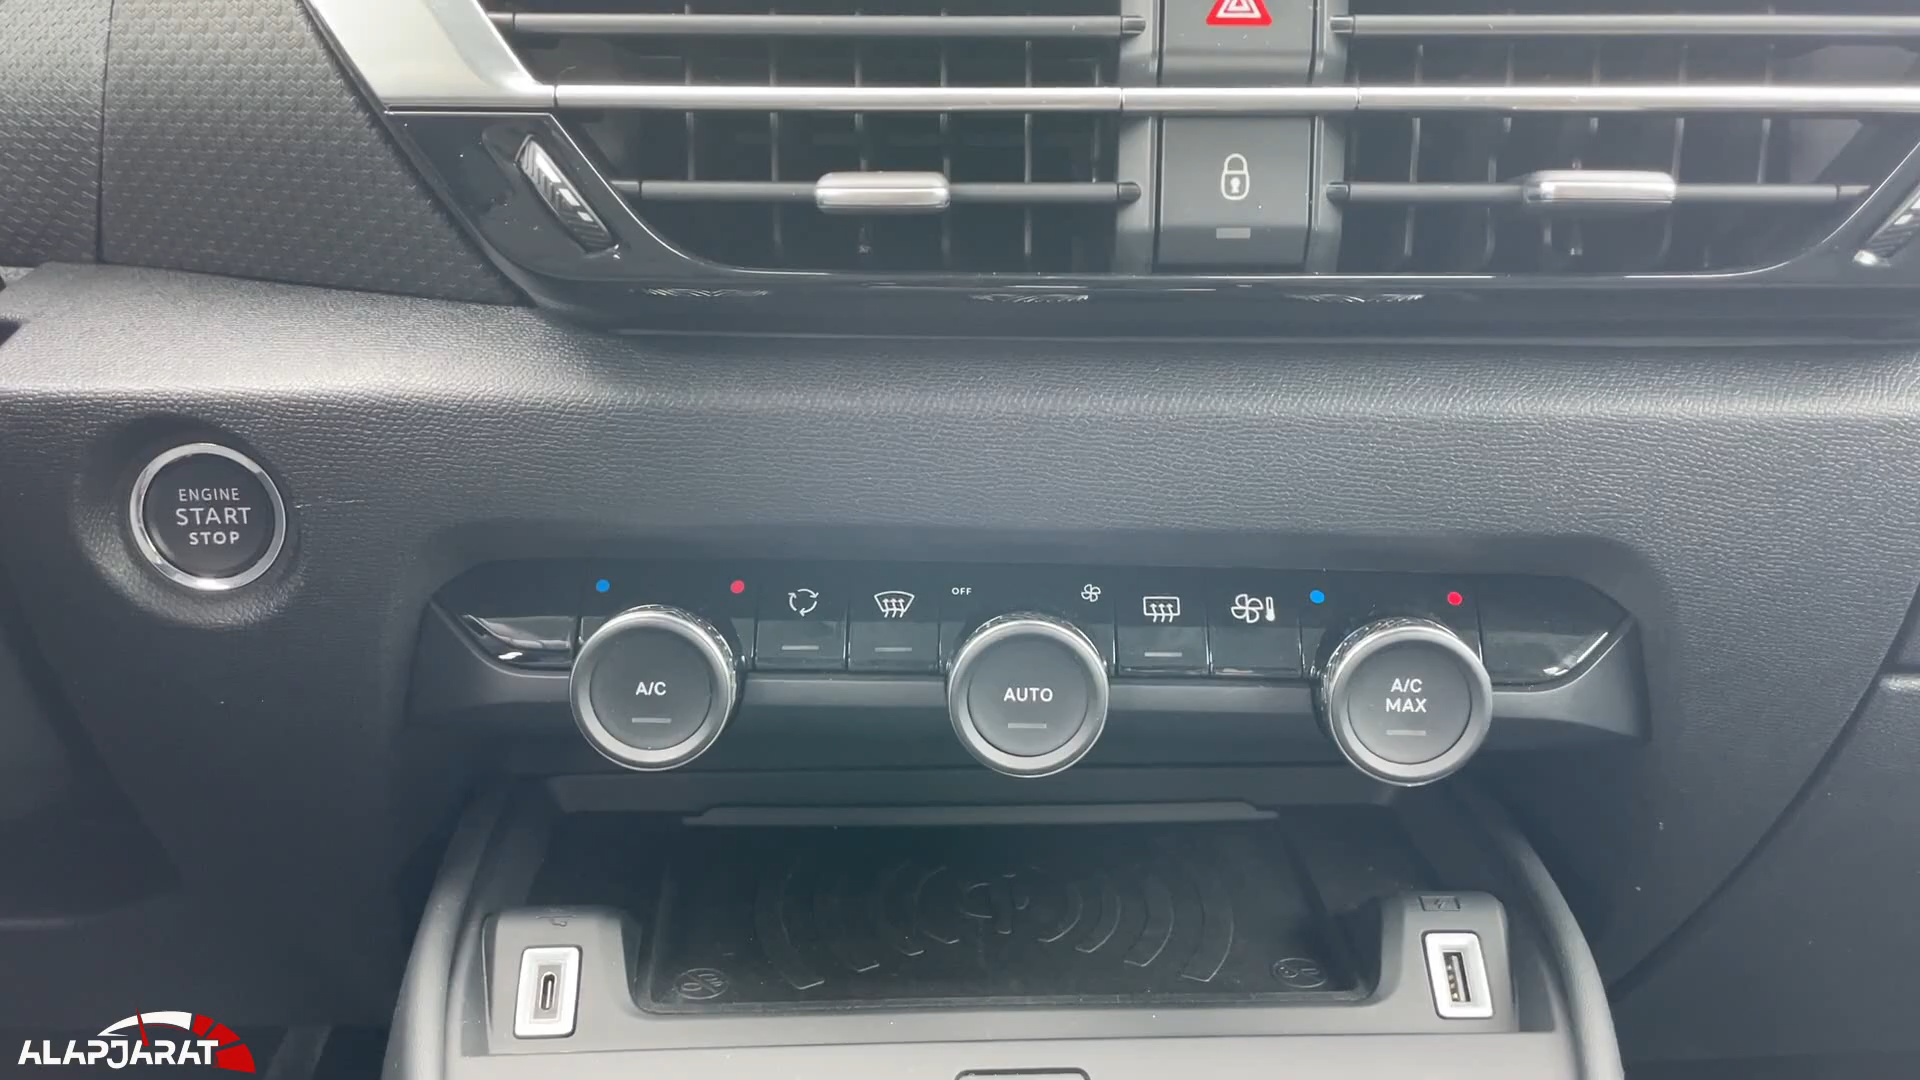 ENGINE
START
STOP
OFF
A/C
AUTO
A/C
MAX
ALAPJARAT